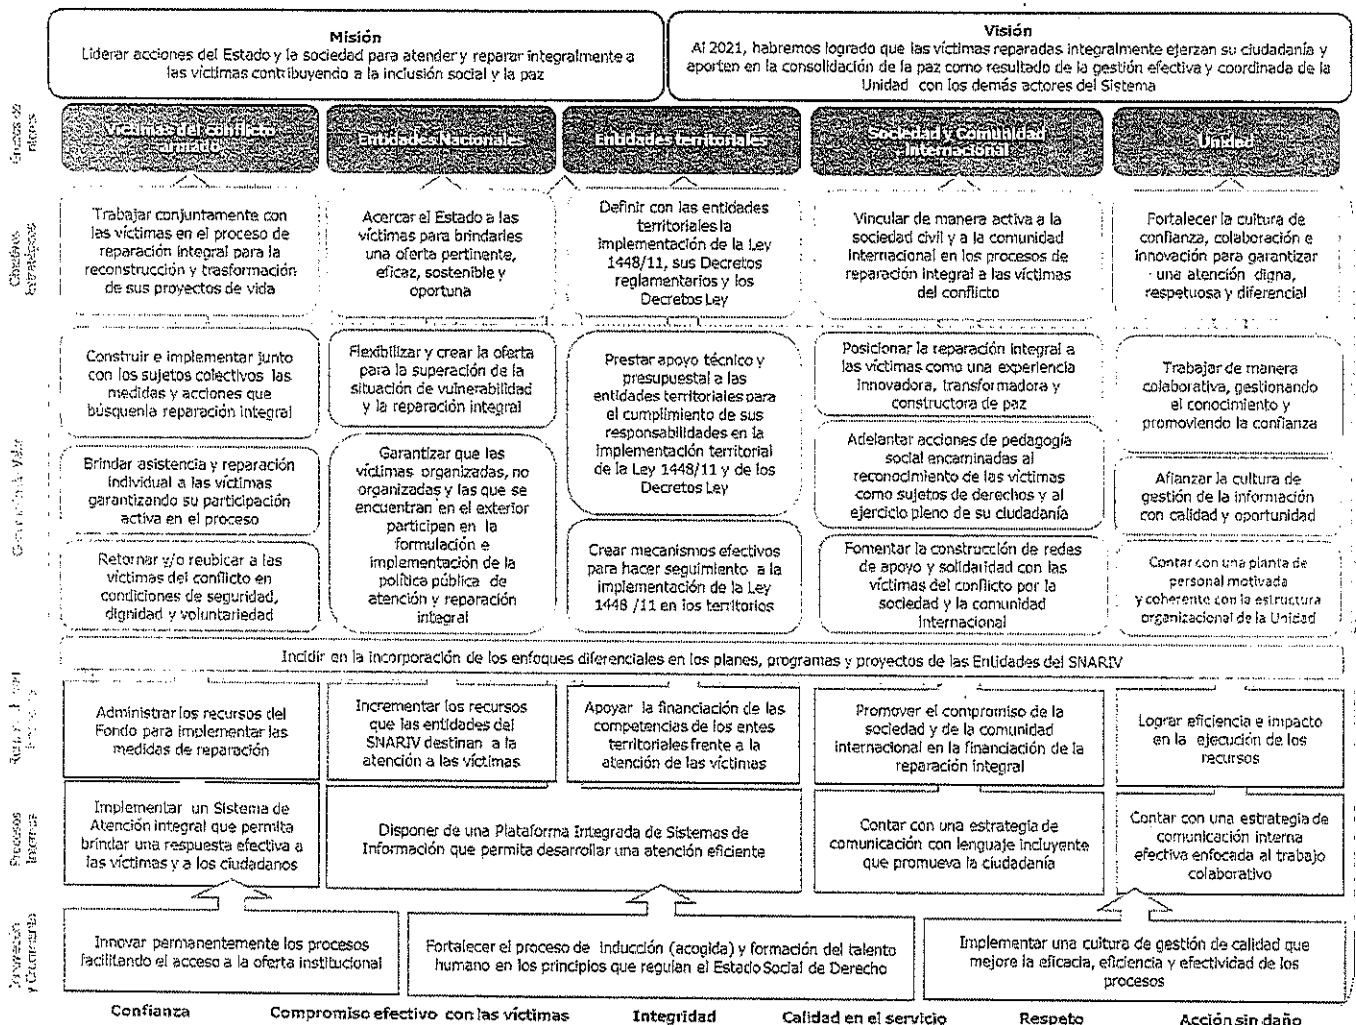 Misión
Liderar acciones del Estado y la sociedad para atender y reparar integralmente a
las víctimas contribuyendo a la inclusión social y la paz
Visión
Al 2021, habremos logrado que las víctimas reparadas integralmente ejerzan su ciudadanía y
aporten en la consolidación de la paz como resultado de la gestión efectiva y coordinada de la
Unidad con los demás actores del Sistema
Víctimas del conflicto
armado
Entidades Nacionales
Entidades territoriales
Sociedad y Comunidad
Internacional
Unidad
Objetivos
Estratégicos
Trabajar conjuntamente con
las víctimas en el proceso de
reparación integral para la
reconstrucción y trasformación
de sus proyectos de vida
Acercar el Estado a las
víctimas para brindarles
una oferta pertinente,
eficaz, sostenible y
oportuna
Definir con las entidades
territoriales la
implementación de la Ley
1448/11, sus Decretos
reglamentarios y los
Decretos Ley
Vincular de manera activa a la
sociedad civil y a la comunidad
internacional en los procesos de
reparación integral a las víctimas
del conflicto
Fortalecer la cultura de
confianza, colaboración e
innovación para garantizar
una atención digna,
respetuosa y diferencial
Construir e implementar junto
con los sujetos colectivos las
medidas y acciones que
búsquenla reparación integral
Brindar asistencia y reparación
individual a las víctimas
garantizando su participación
activa en el proceso
Retornar y/o reubicar a las
víctimas del conflicto en
condiciones de seguridad,
dignidad y voluntariedad
Flexibilizar y crear la oferta
para la superación de la
situación de vulnerabilidad
y la reparación integral
Garantizar que las
víctimas organizadas, no
organizadas y las que se
encuentran en el exterior
participen en la
formulación e
implementación de la
política pública de
atención y reparación
integral
Prestar apoyo técnico y
presupuestal a las
entidades territoriales para
el cumplimiento de sus
responsabilidades en la
implementación territorial
de la Ley 1448/11 y de los
Decretos Ley
Crear mecanismos efectivos
para hacer seguimiento a la
implementación de la Ley
1448 /11 en los territorios
Posicionar la reparación integral a
las víctimas como una experiencia
innovadora, transformadora y
constructora de paz
Adelantar acciones de pedagogía
social encaminadas al
reconocimiento de las víctimas
como sujetos de derechos y al
ejercicio pleno de su ciudadanía
Fomentar la construcción de redes
de apoyo y solidaridad con las
víctimas del conflicto por la
sociedad y la comunidad
internacional
Trabajar de manera
colaborativa, gestionando
el conocimiento y
promoviendo la confianza
Afianzar la cultura de
gestión de la información
con calidad y oportunidad
Contar con una planta de
personal motivada
y coherente con la estructura
organizacional de la Unidad
Incidir en la incorporación de los enfoques diferenciales en los planes, programas y proyectos de las Entidades del SNARIV
Administrar los recursos del
Fondo para implementar las
medidas de reparación
Incrementar los recursos
que las entidades del
SNARIV destinan a la
atención a las víctimas
Apoyar la financiación de las
competencias de los entes
territoriales frente a la
atención de las víctimas
Promover el compromiso de la
sociedad y de la comunidad
internacional en la financiación de la
reparación integral
Lograr eficiencia e impacto
en la ejecución de los
recursos
Procesos
Internos
Implementar un Sistema de
Atención integral que permita
brindar una respuesta efectiva a
las víctimas y a los ciudadanos
Disponer de una Plataforma Integrada de Sistemas de
Información que permita desarrollar una atención eficiente
Contar con una estrategia de
comunicación con lenguaje incluyente
que promueva la ciudadanía
Contar con una estrategia de
comunicación interna
efectiva enfocada al trabajo
colaborativo
Innovar permanentemente los procesos
facilitando el acceso a la oferta institucional
Fortalecer el proceso de inducción (acogida) y formación del talento
humano en los principios que regulan el Estado Social de Derecho
Implementar una cultura de gestión de calidad que
mejore la eficacia, eficiencia y efectividad de los
procesos
Confianza
Compromiso efectivo con las víctimas
Integridad
Calidad en el servicio
Respeto
Acción sin daño